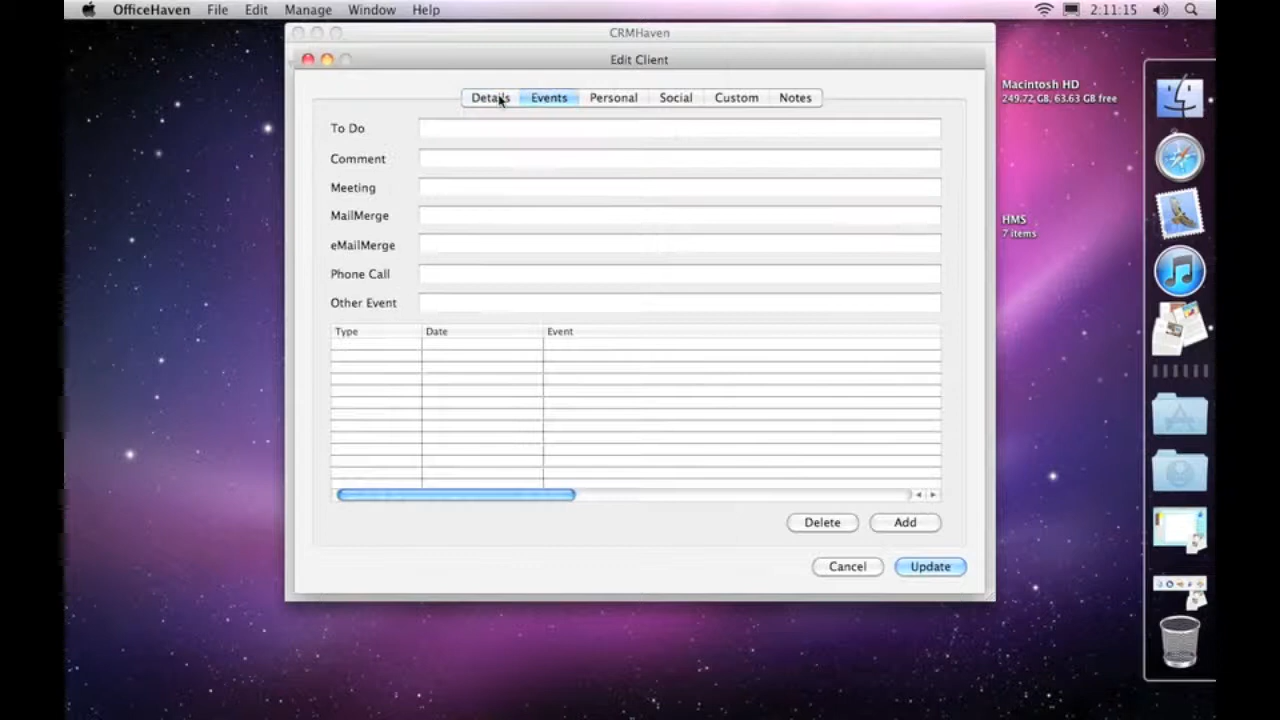 OfficeHaven File Edit Manage Window Help 2:11:15
CRMHaven
Edit Client
Details Events Personal Social Custom Notes
To Do
Comment
Meeting
MailMerge
eMailMerge
Phone Call
Other Event
Type Date Event
Delete Add
Cancel Update
Macintosh HD
249.72 GB, 63.63 GB free
HMS
7 items